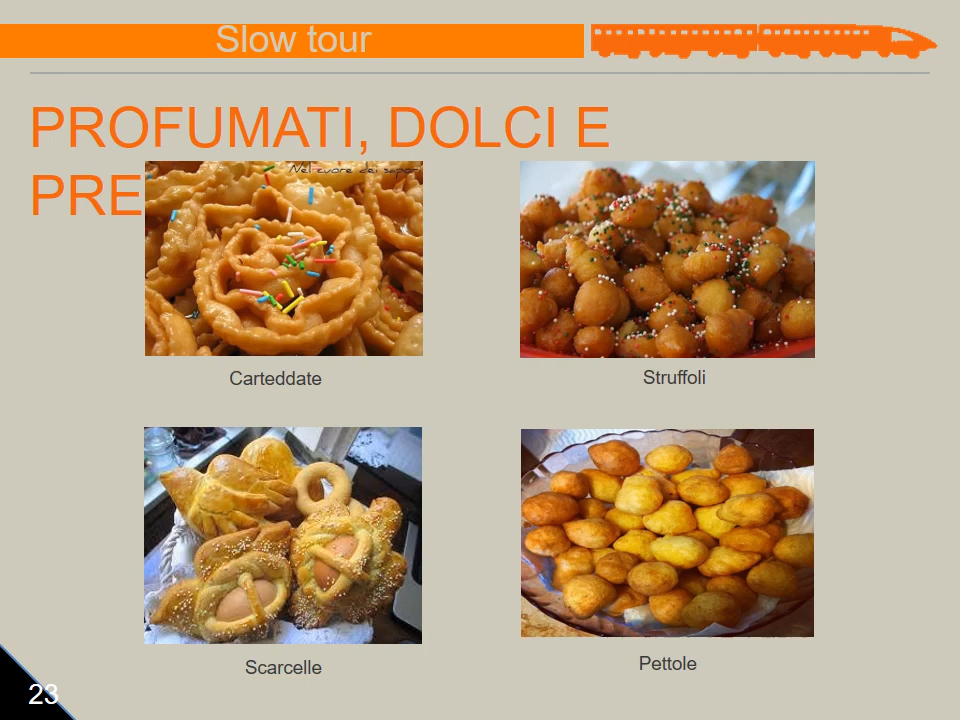 Slow tour
PROFUMATI, DOLCI E
PRE
Nel cuore dei sapori
Carteddate
Struffoli
Scarcelle
Pettole
23